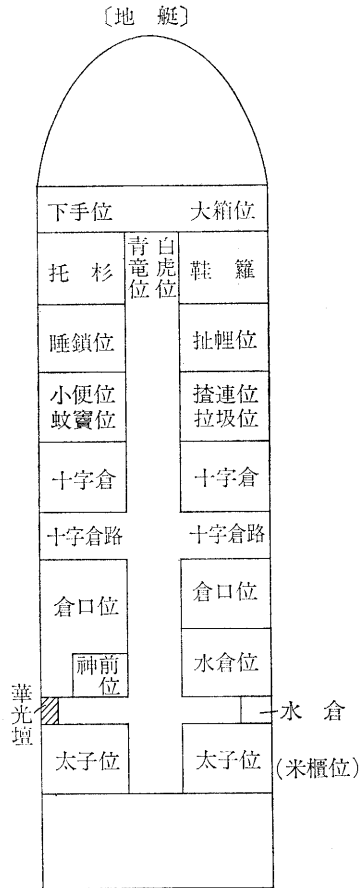 〔地 艇〕
下手位 大箱位
青竜位 白虎位
托杉 鞋籮
睡鎖位 扯帷位
小便位 揸連位
蚊寶位 拉圾位
十字倉 十字倉
十字倉路 十字倉路
倉口位 倉口位
神前位 水倉位
華光壇 水倉
太子位 太子位 (米櫃位)